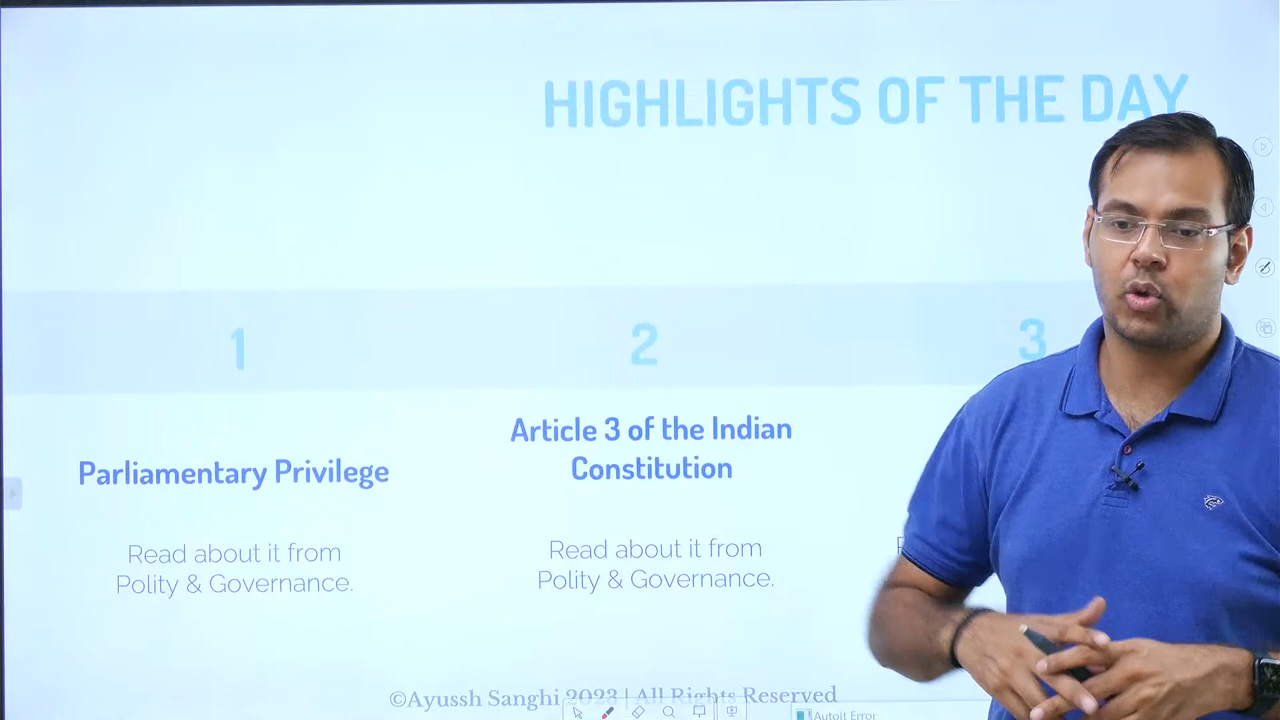 HIGHLIGHTS OF THE DAY
1
2
3
Parliamentary Privilege
Article 3 of the Indian
Constitution
Read about it from
Polity & Governance.
Read about it from
Polity & Governance.
©Ayussh Sanghi 2023 | All Rights Reserved
AutoIt Error